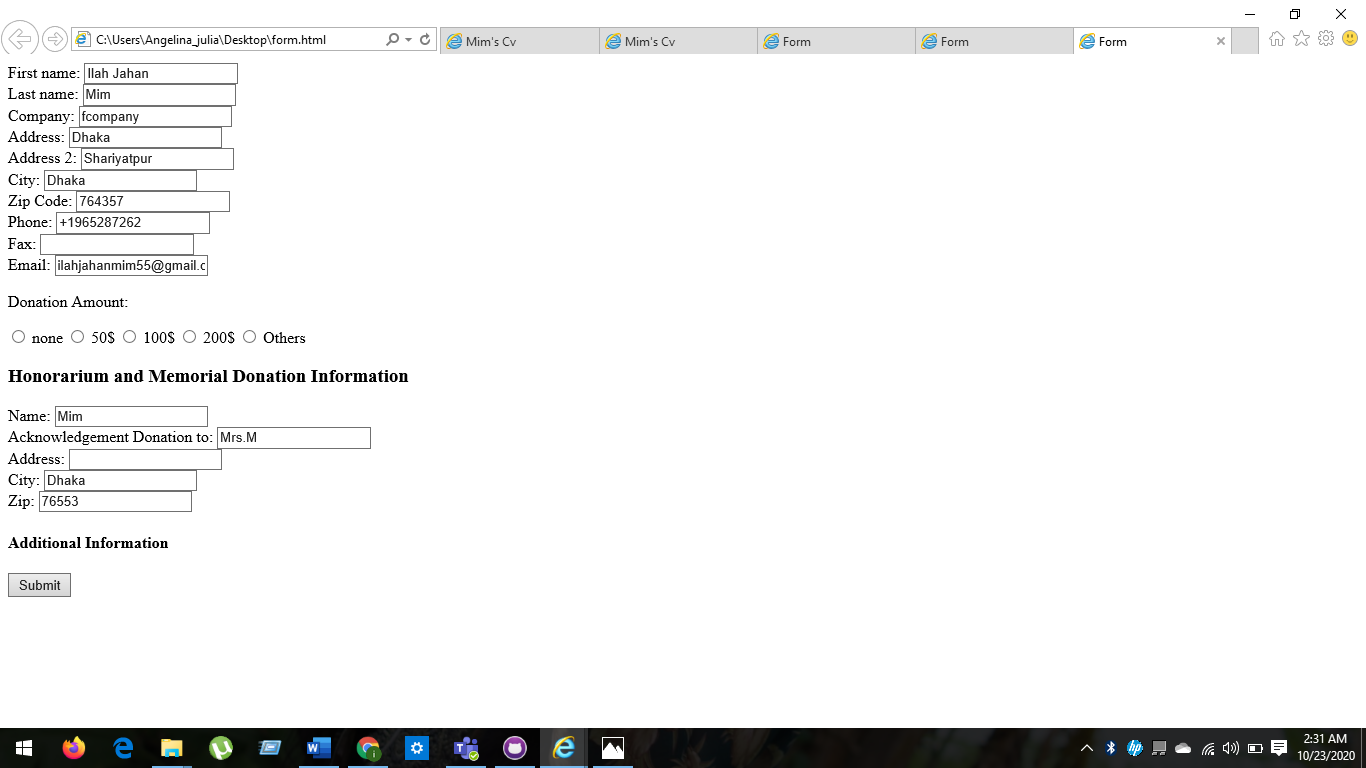 C:\Users\Angelina_julia\Desktop\form.html
Mim's Cv
Mim's Cv
Form
Form
Form
First name: Ilah Jahan
Last name: Mim
Company: fcompany
Address: Dhaka
Address 2: Shariyatpur
City: Dhaka
Zip Code: 764357
Phone: +1965287262
Fax:
Email: ilahjahanmim55@gmail.c
Donation Amount:
none 50$ 100$ 200$ Others
Honorarium and Memorial Donation Information
Name: Mim
Acknowledgement Donation to: Mrs.M
Address:
City: Dhaka
Zip: 76553
Additional Information
Submit
2:31 AM
10/23/2020